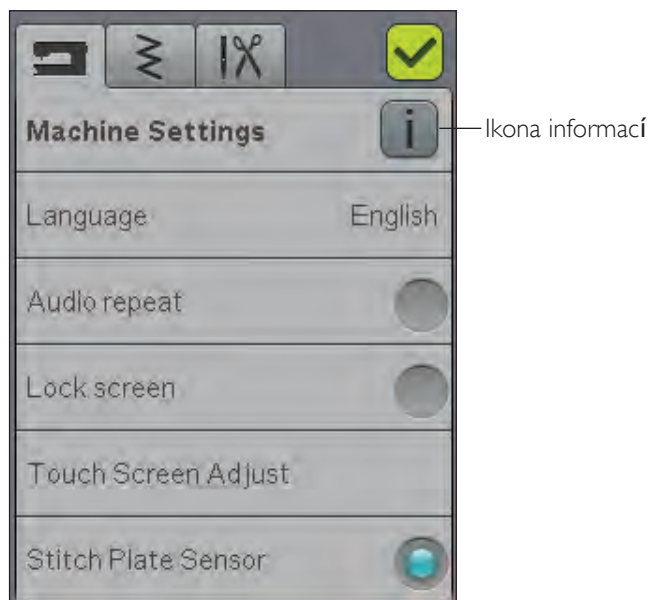 Machine Settings
i
Ikona informací
Language English
Audio repeat
Lock screen
Touch Screen Adjust
Stitch Plate Sensor